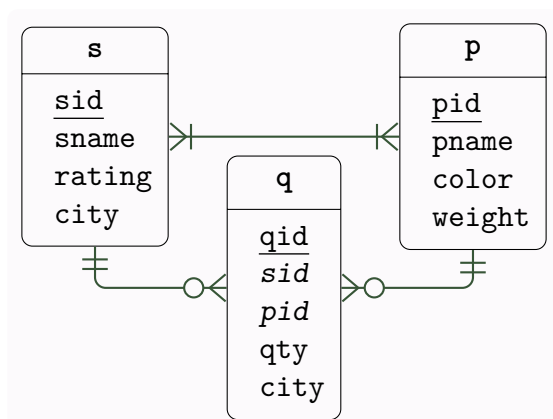 s
sid
sname
rating
city
p
pid
pname
color
weight
q
qid
sid
pid
qty
city